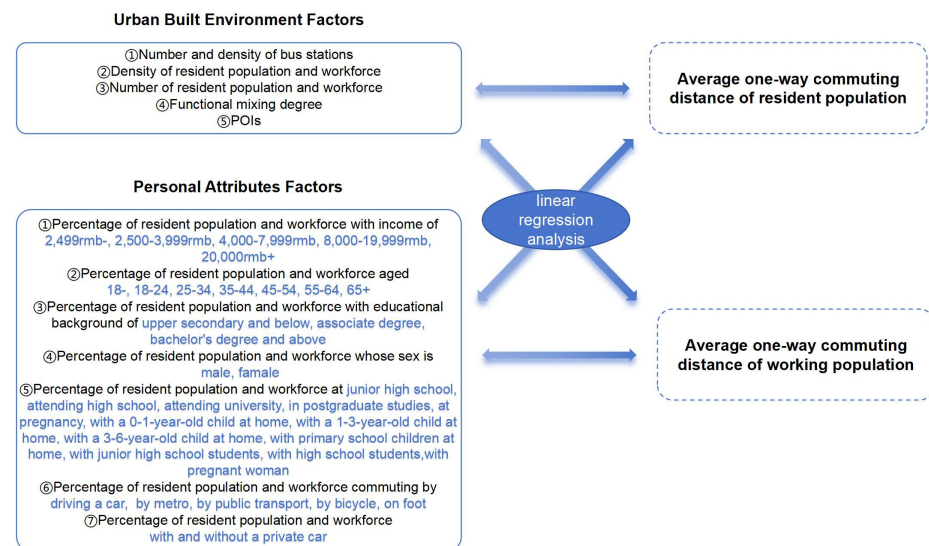 Urban Built Environment Factors
①Number and density of bus stations
②Density of resident population and workforce
③Number of resident population and workforce
④Functional mixing degree
⑤POIs
Average one-way commuting
distance of resident population
linear
regression
analysis
Personal Attributes Factors
①Percentage of resident population and workforce with income of
2,499rmb-, 2,500-3,999rmb, 4,000-7,999rmb, 8,000-19,999rmb,
20,000rmb+
②Percentage of resident population and workforce aged
18-, 18-24, 25-34, 35-44, 45-54, 55-64, 65+
③Percentage of resident population and workforce with educational
background of upper secondary and below, associate degree,
bachelor's degree and above
④Percentage of resident population and workforce whose sex is
male, famale
⑤Percentage of resident population and workforce at junior high school,
attending high school, attending university, in postgraduate studies, at
pregnancy, with a 0-1-year-old child at home, with a 1-3-year-old child at
home, with a 3-6-year-old child at home, with primary school children at
home, with junior high school students, with high school students,with
pregnant woman
⑥Percentage of resident population and workforce commuting by
driving a car, by metro, by public transport, by bicycle, on foot
⑦Percentage of resident population and workforce
with and without a private car
Average one-way commuting
distance of working population